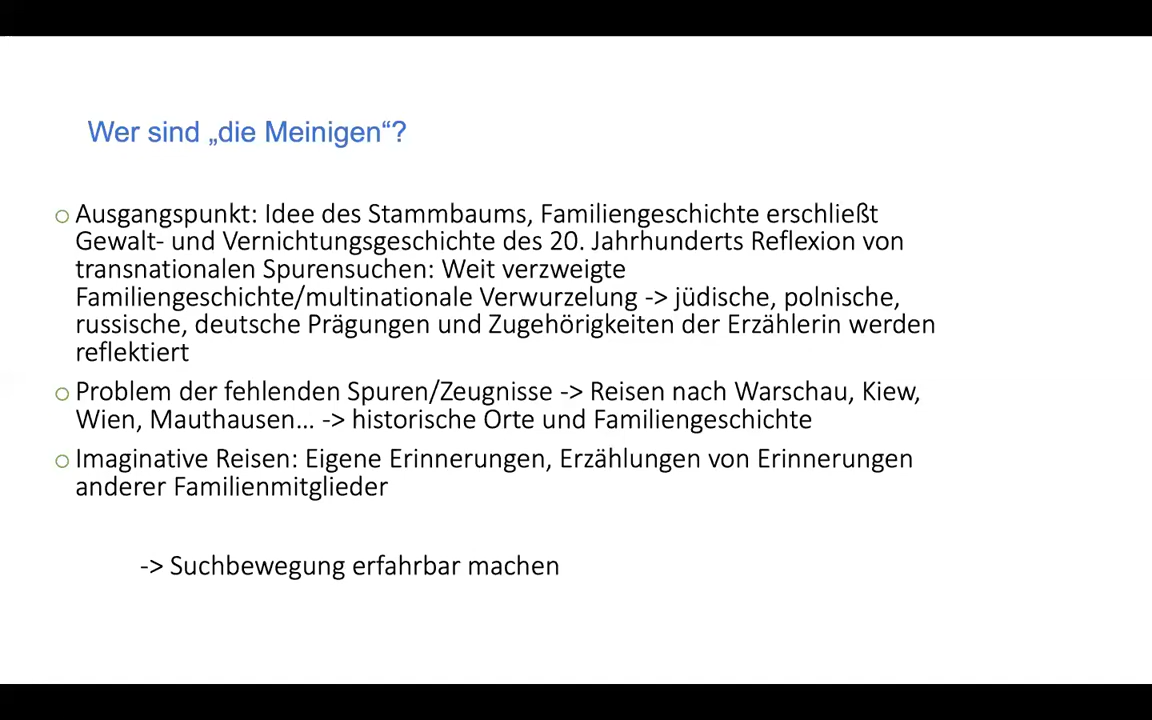 Wer sind „die Meinigen“?
○ Ausgangspunkt: Idee des Stammbaums, Familiengeschichte erschließt
Gewalt- und Vernichtungsgeschichte des 20. Jahrhunderts Reflexion von
transnationalen Spurensuchen: Weit verzweigte
Familiengeschichte/multinationale Verwurzelung -> jüdische, polnische,
russische, deutsche Prägungen und Zugehörigkeiten der Erzählerin werden
reflektiert
○ Problem der fehlenden Spuren/Zeugnisse -> Reisen nach Warschau, Kiew,
Wien, Mauthausen… -> historische Orte und Familiengeschichte
○ Imaginative Reisen: Eigene Erinnerungen, Erzählungen von Erinnerungen
anderer Familienmitglieder
-> Suchbewegung erfahrbar machen